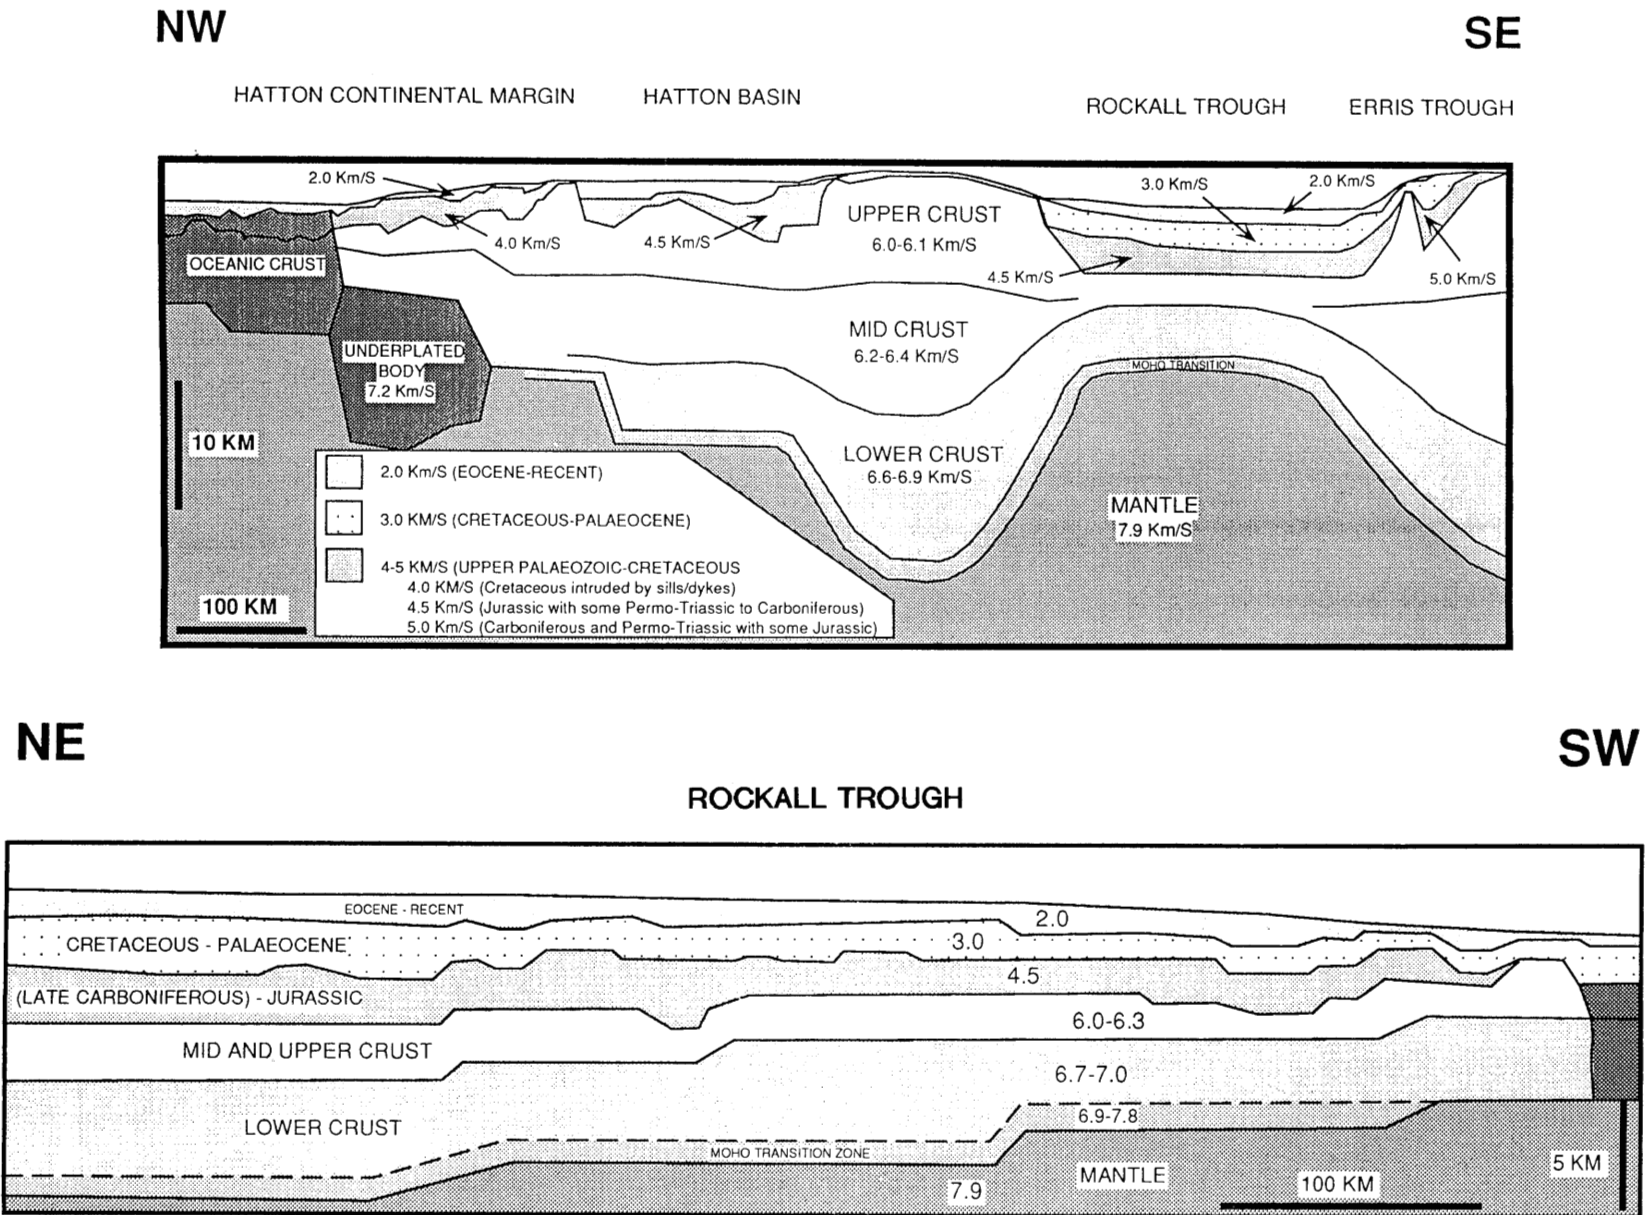 NW
SE
HATTON CONTINENTAL MARGIN
HATTON BASIN
ROCKALL TROUGH
ERRIS TROUGH
2.0 Km/S
3.0 Km/S
2.0 Km/S
UPPER CRUST
6.0-6.1 Km/S
4.0 Km/S
4.5 Km/S
OCEANIC CRUST
4.5 Km/S
5.0 Km/S
MID CRUST
6.2-6.4 Km/S
UNDERPLATED
BODY
7.2 Km/S
MOHO TRANSITION
10 KM
LOWER CRUST
6.6-6.9 Km/S
MANTLE
7.9 Km/S
2.0 Km/S (EOCENE-RECENT)
3.0 KM/S (CRETACEOUS-PALAEOCENE)
4-5 KM/S (UPPER PALAEOZOIC-CRETACEOUS
4.0 KM/S (Cretaceous intruded by sills/dykes)
4.5 Km/S (Jurassic with some Permo-Triassic to Carboniferous)
5.0 Km/S (Carboniferous and Permo-Triassic with some Jurassic)
100 KM
NE
SW
ROCKALL TROUGH
EOCENE - RECENT
2.0
CRETACEOUS - PALAEOCENE
3.0
4.5
(LATE CARBONIFEROUS) - JURASSIC
6.0-6.3
MID AND UPPER CRUST
6.7-7.0
6.9-7.8
LOWER CRUST
MOHO TRANSITION ZONE
5 KM
MANTLE
100 KM
7.9